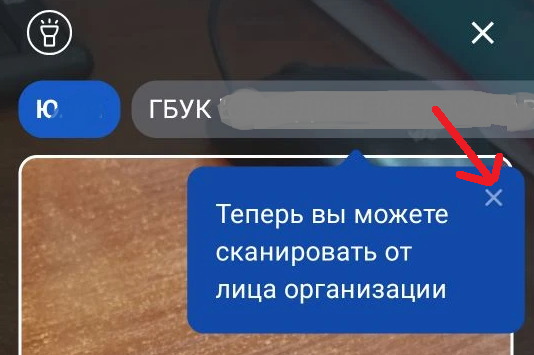 Ю
ГБУК
Теперь вы можете
сканировать от
лица организации